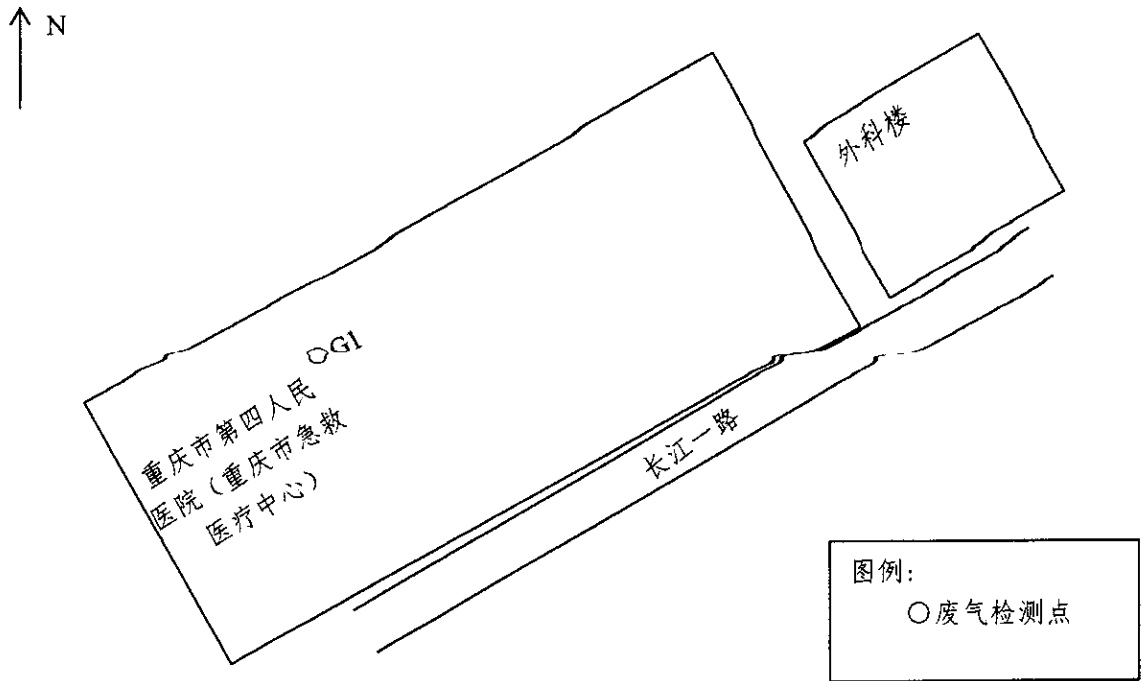 N
外科楼
G1
重庆市第四人民
医院（重庆市急救
医疗中心）
长江一路
图例：
○废气检测点